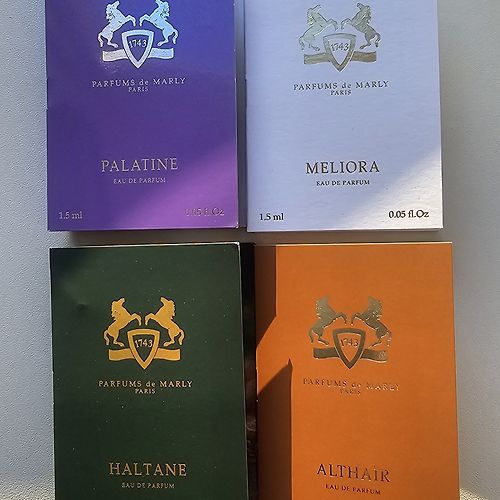 1743
PARFUMS de MARLY
PARIS
PALATINE
EAU DE PARFUM
1.5 ml 0.05 fl.Oz
1743
PARFUMS de MARLY
PARIS
MELIORA
EAU DE PARFUM
1.5 ml 0.05 fl.Oz
1743
PARFUMS de MARLY
PARIS
HALTANE
EAU DE PARFUM
1743
PARFUMS de MARLY
PARIS
ALTHAÏR
EAU DE PARFUM